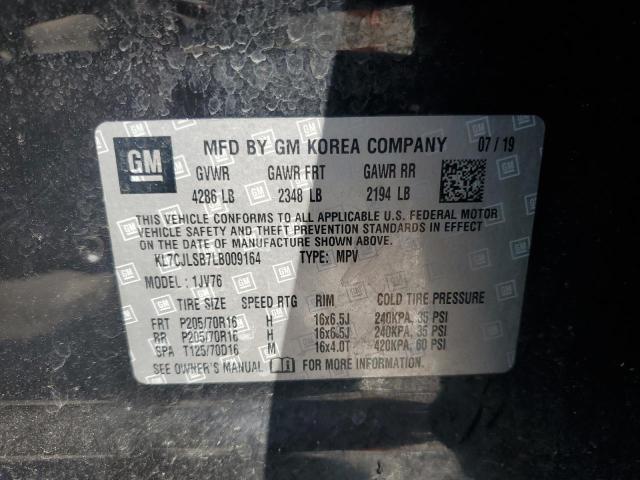 GM MFD BY GM KOREA COMPANY 07 / 19
GVWR GAWR FRT GAWR RR
4286 LB 2348 LB 2194 LB
THIS VEHICLE CONFORMS TO ALL APPLICABLE U.S. FEDERAL MOTOR
VEHICLE SAFETY AND THEFT PREVENTION STANDARDS IN EFFECT ON THE
DATE OF MANUFACTURE SHOWN ABOVE.
KL7CJLSB7LB009164 TYPE: MPV
MODEL : 1JV76
TIRE SIZE SPEED RTG RIM COLD TIRE PRESSURE
FRT P205/70R16 H 16x6.5J 240KPA, 35 PSI
RR P205/70R16 H 16x6.5J 240KPA, 35 PSI
SPA T125/70D16 M 16x4.0T 420KPA, 60 PSI
SEE OWNER'S MANUAL FOR MORE INFORMATION.